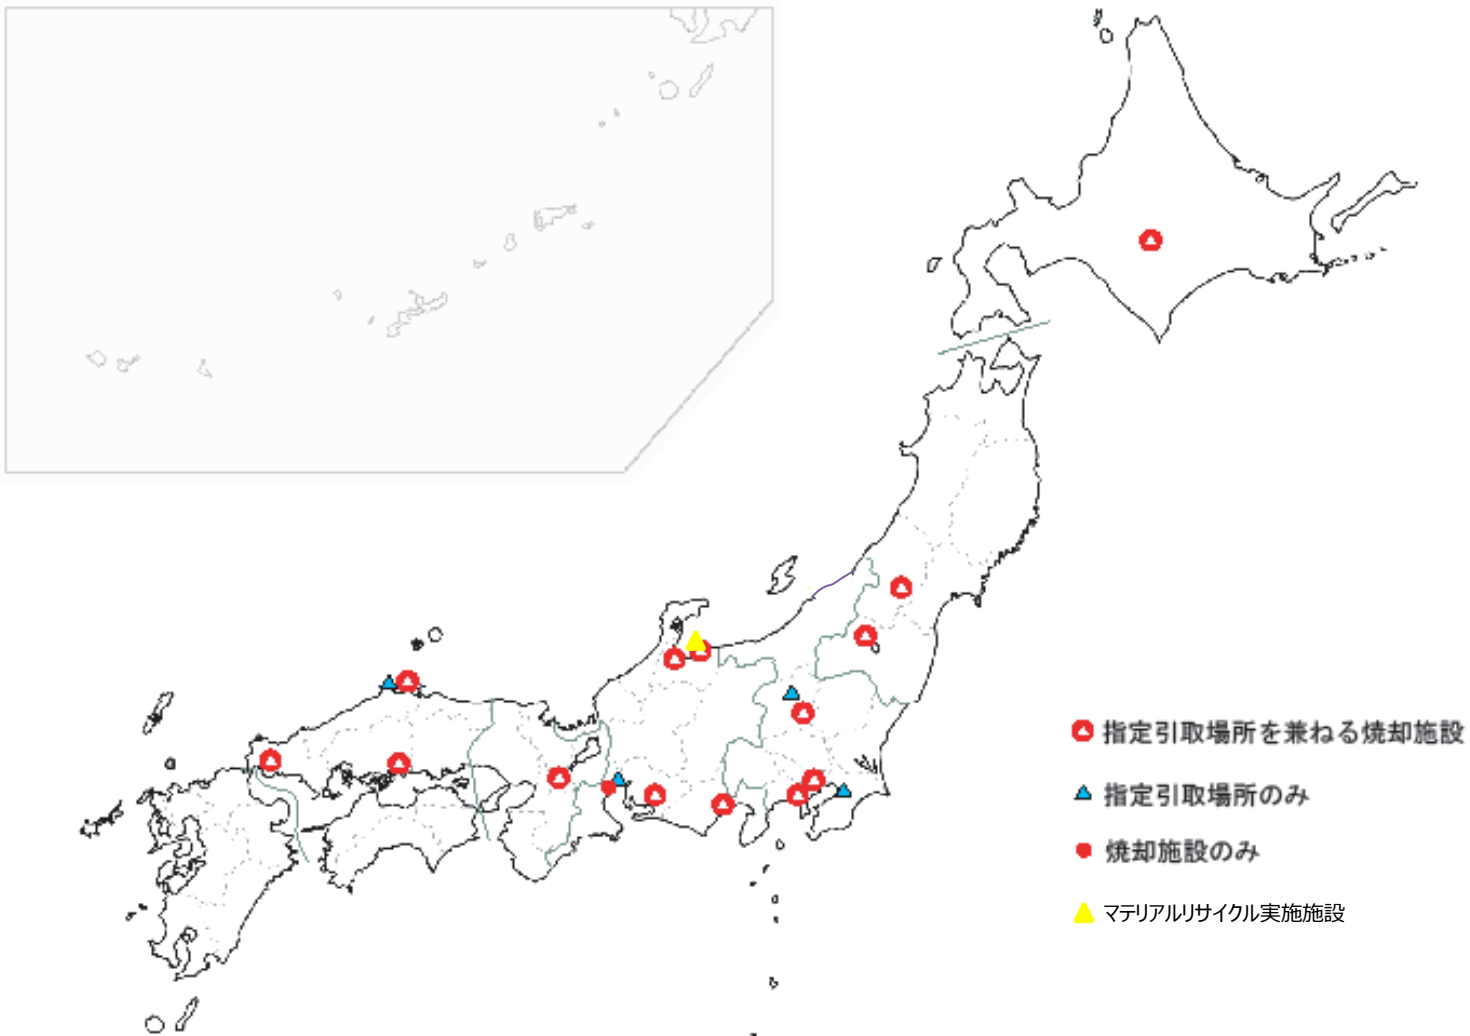 指定引取場所を兼ねる焼却施設
指定引取場所のみ
焼却施設のみ
マテリアルリサイクル実施施設